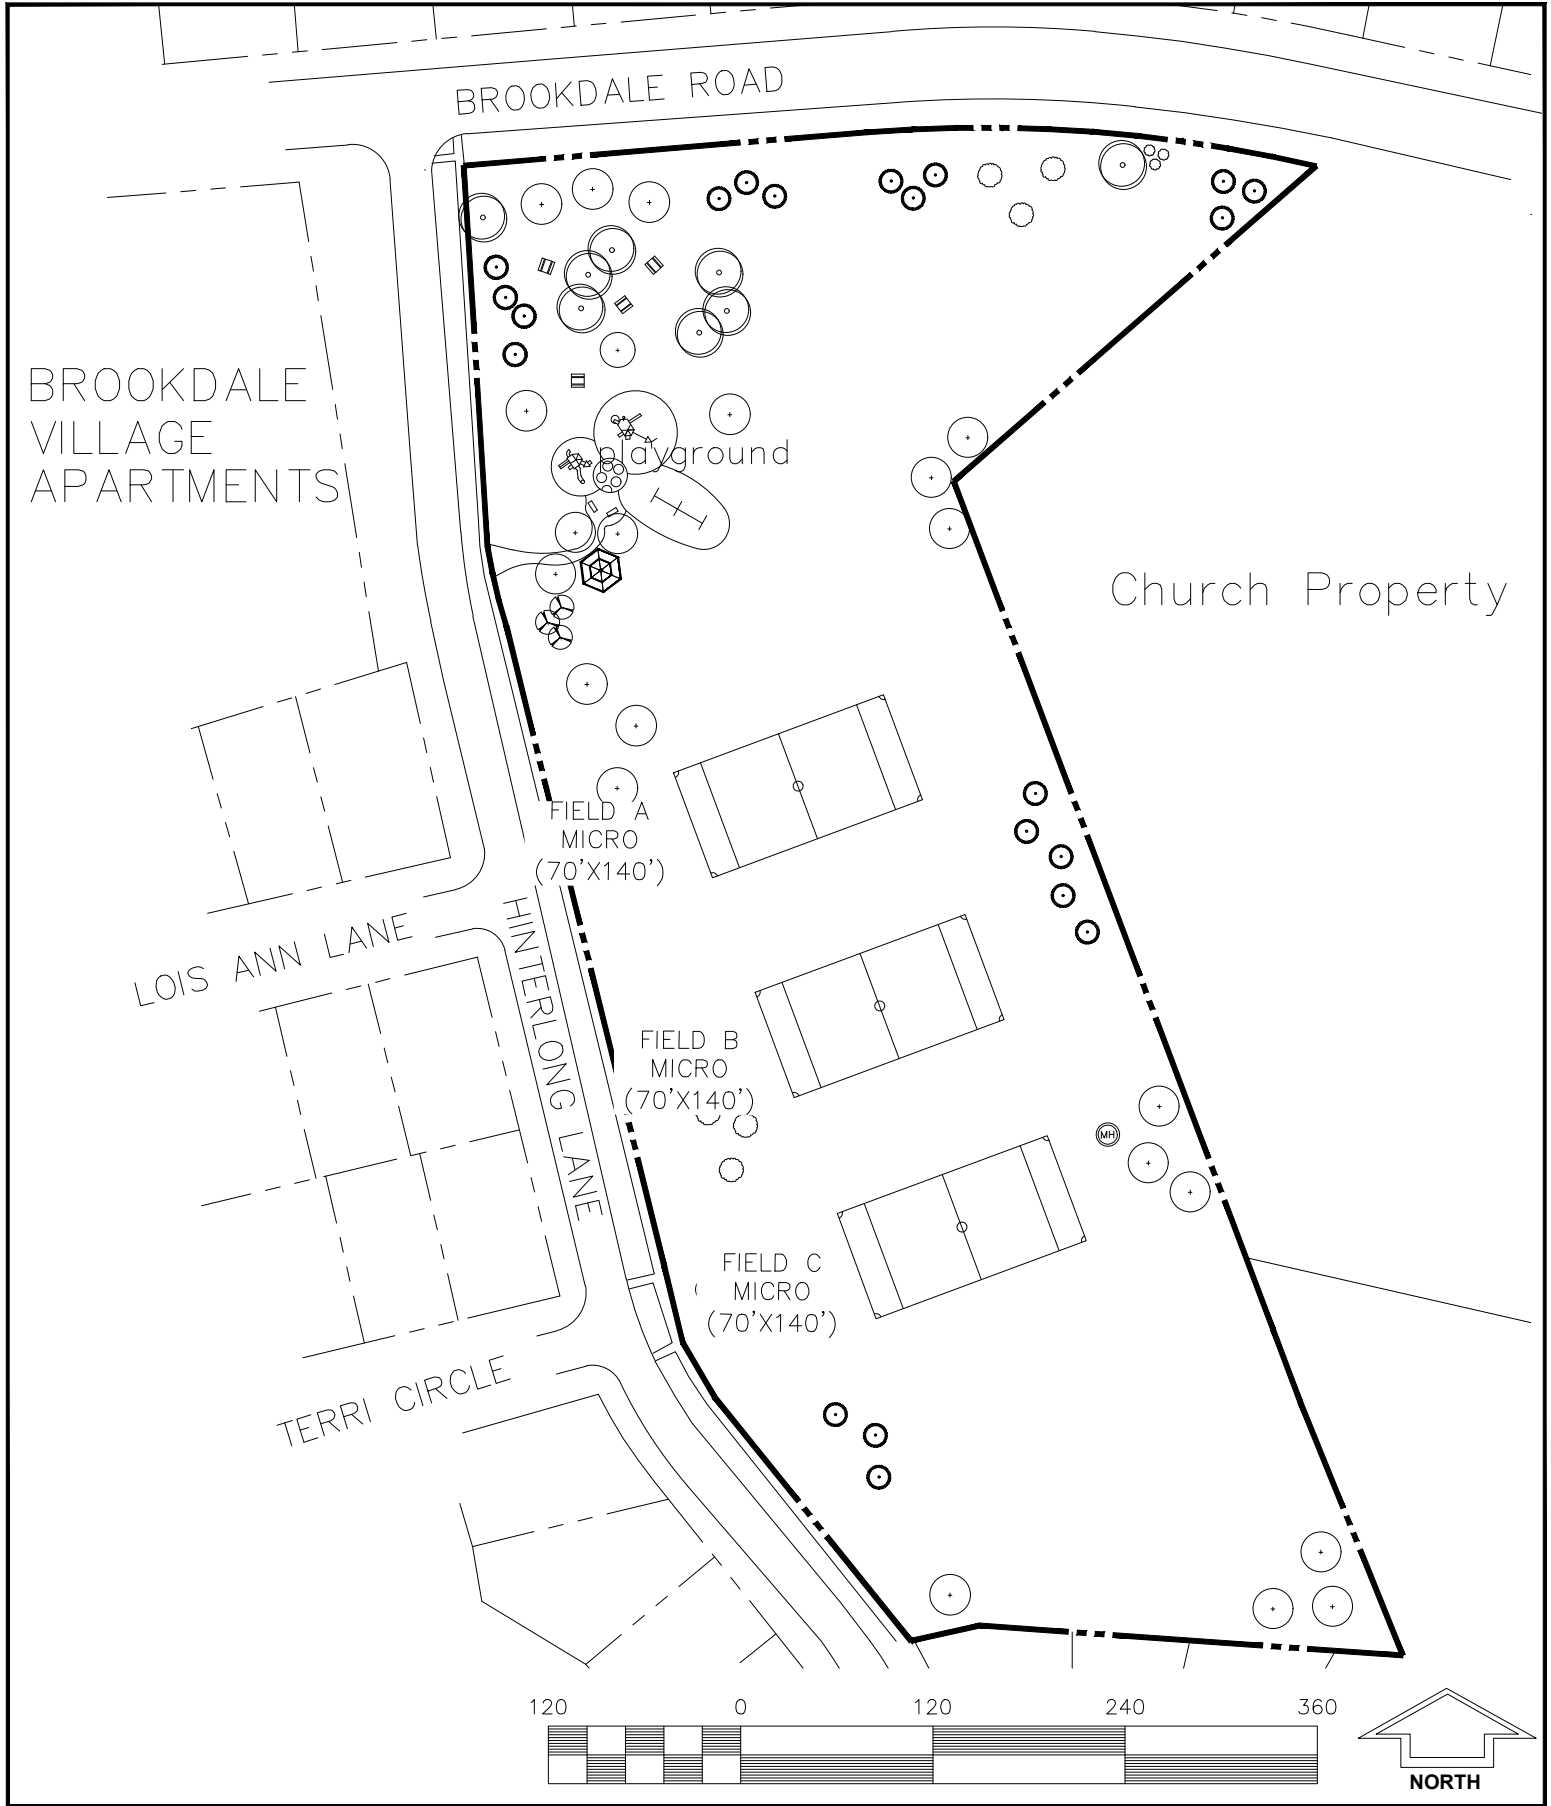 BROOKDALE ROAD
BROOKDALE
VILLAGE
APARTMENTS
playground
Church Property
FIELD A
MICRO
(70'X140')
LOIS ANN LANE
HINTERLONG LANE
FIELD B
MICRO
(70'X140')
MH
FIELD C
MICRO
(70'X140')
TERRI CIRCLE
120 0 120 240 360
NORTH